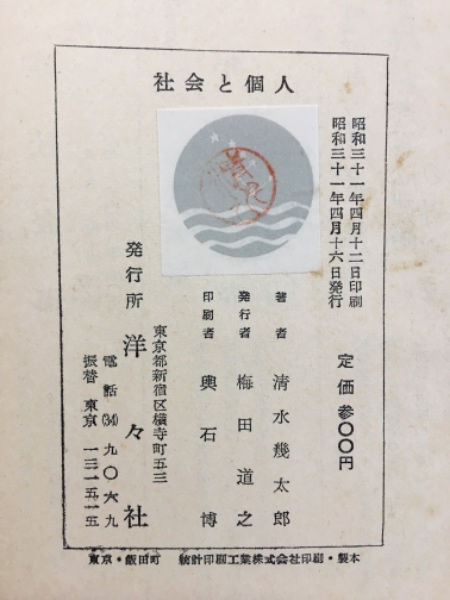 社会と個人
昭和三十一年四月十二日印刷
昭和三十一年四月十六日発行
定価参〇〇円
著者 清水幾太郎
発行者 梅田道之
印刷者 輿石博
東京都新宿区横寺町五三
発行所 洋々社
電話(34)九〇六九
振替 東京 一三一五一五
東京・飯田町 統計印刷工業株式会社印刷・製本